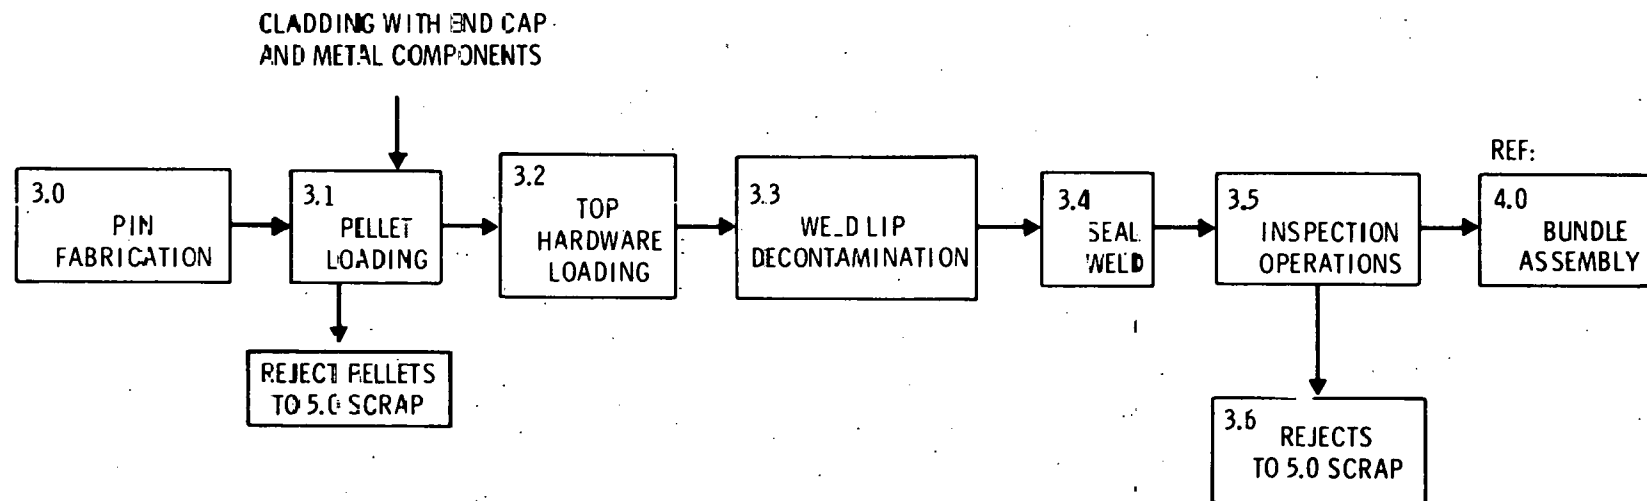 CLADDING WITH END CAP
AND METAL COMPONENTS
3.0
PIN
FABRICATION
3.1
PELLET
LOADING
3.2
TOP
HARDWARE
LOADING
3.3
WELD LIP
DECONTAMINATION
3.4
SEAL
WELD
3.5
INSPECTION
OPERATIONS
REF:
4.0
BUNDLE
ASSEMBLY
REJECT PELLETS
TO 5.0 SCRAP
3.6
REJECTS
TO 5.0 SCRAP